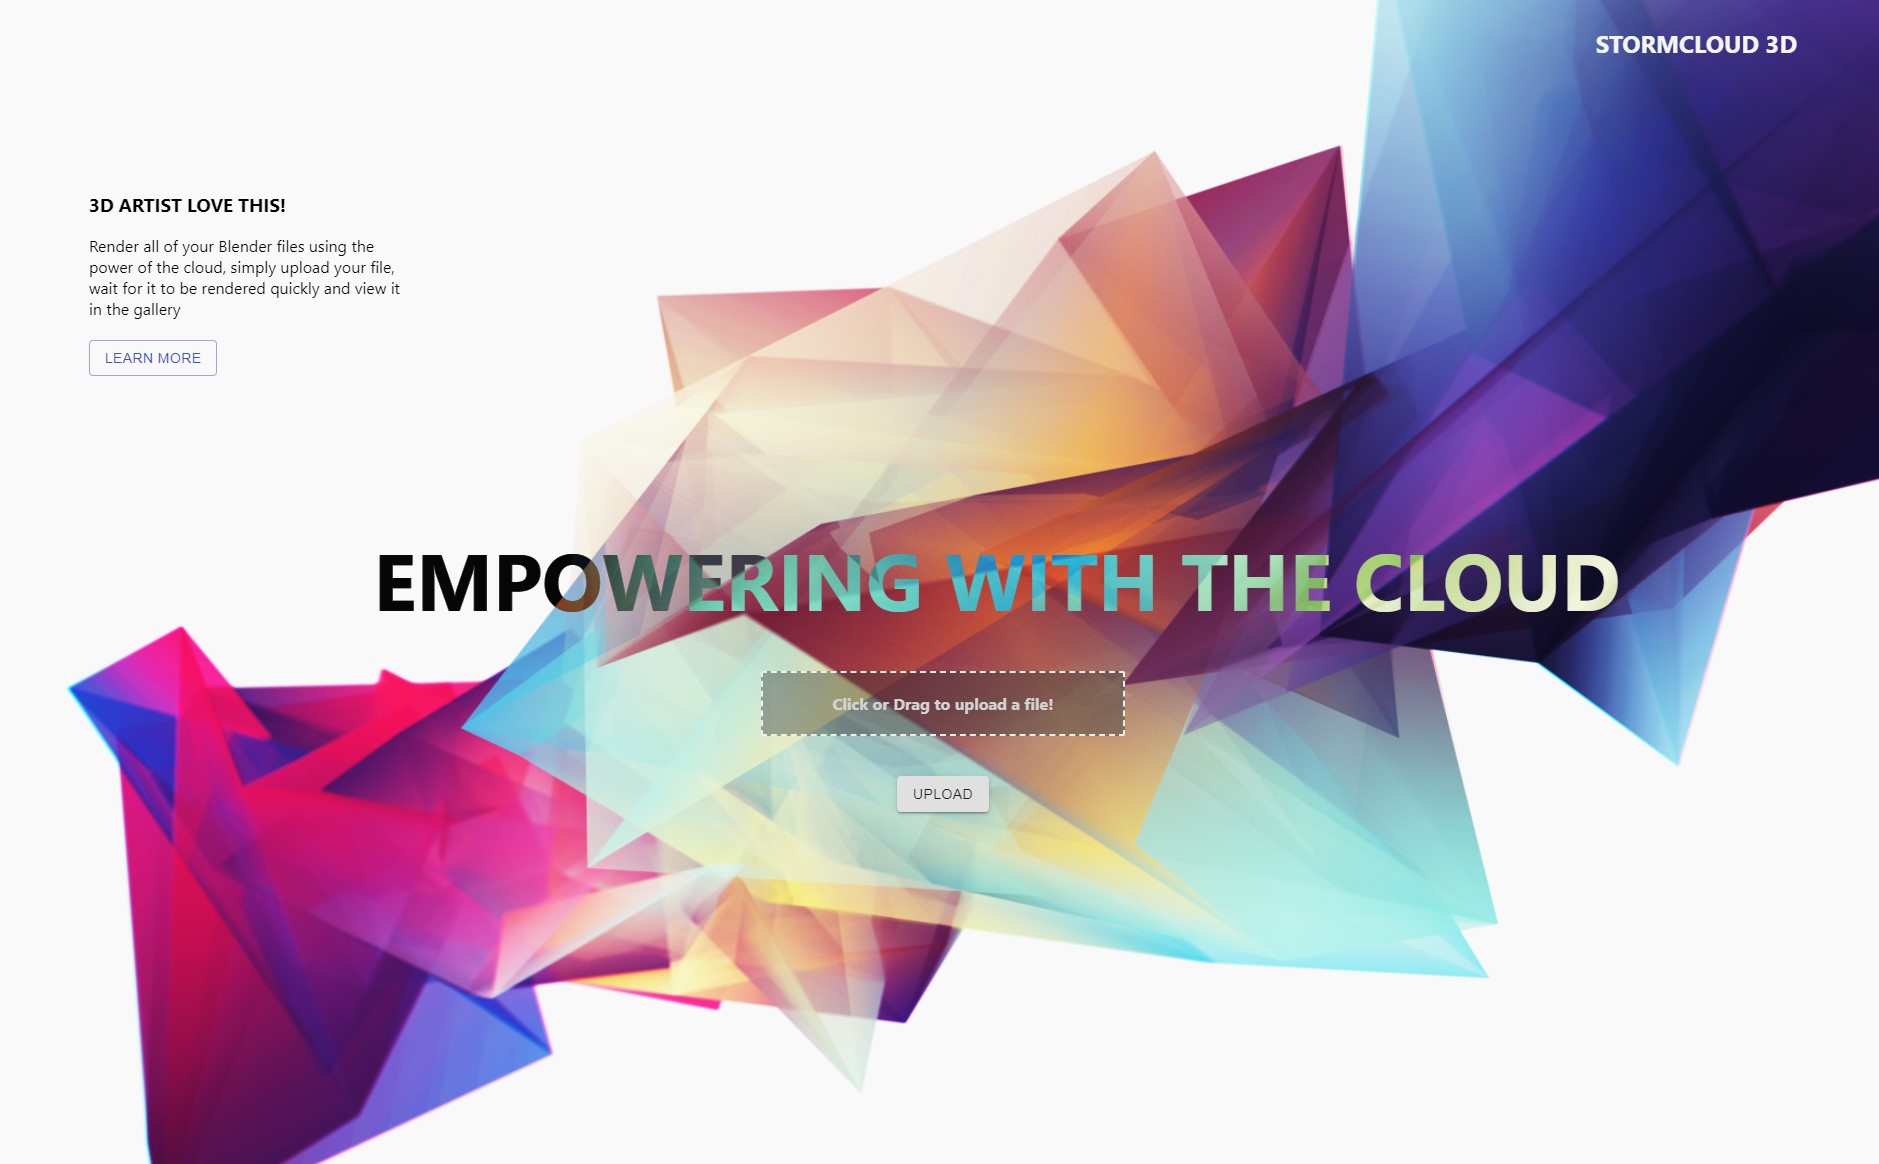 STORMCLOUD 3D
3D ARTIST LOVE THIS!
Render all of your Blender files using the
power of the cloud, simply upload your file,
wait for it to be rendered quickly and view it
in the gallery
LEARN MORE
EMPOWERING WITH THE CLOUD
Click or Drag to upload a file!
UPLOAD